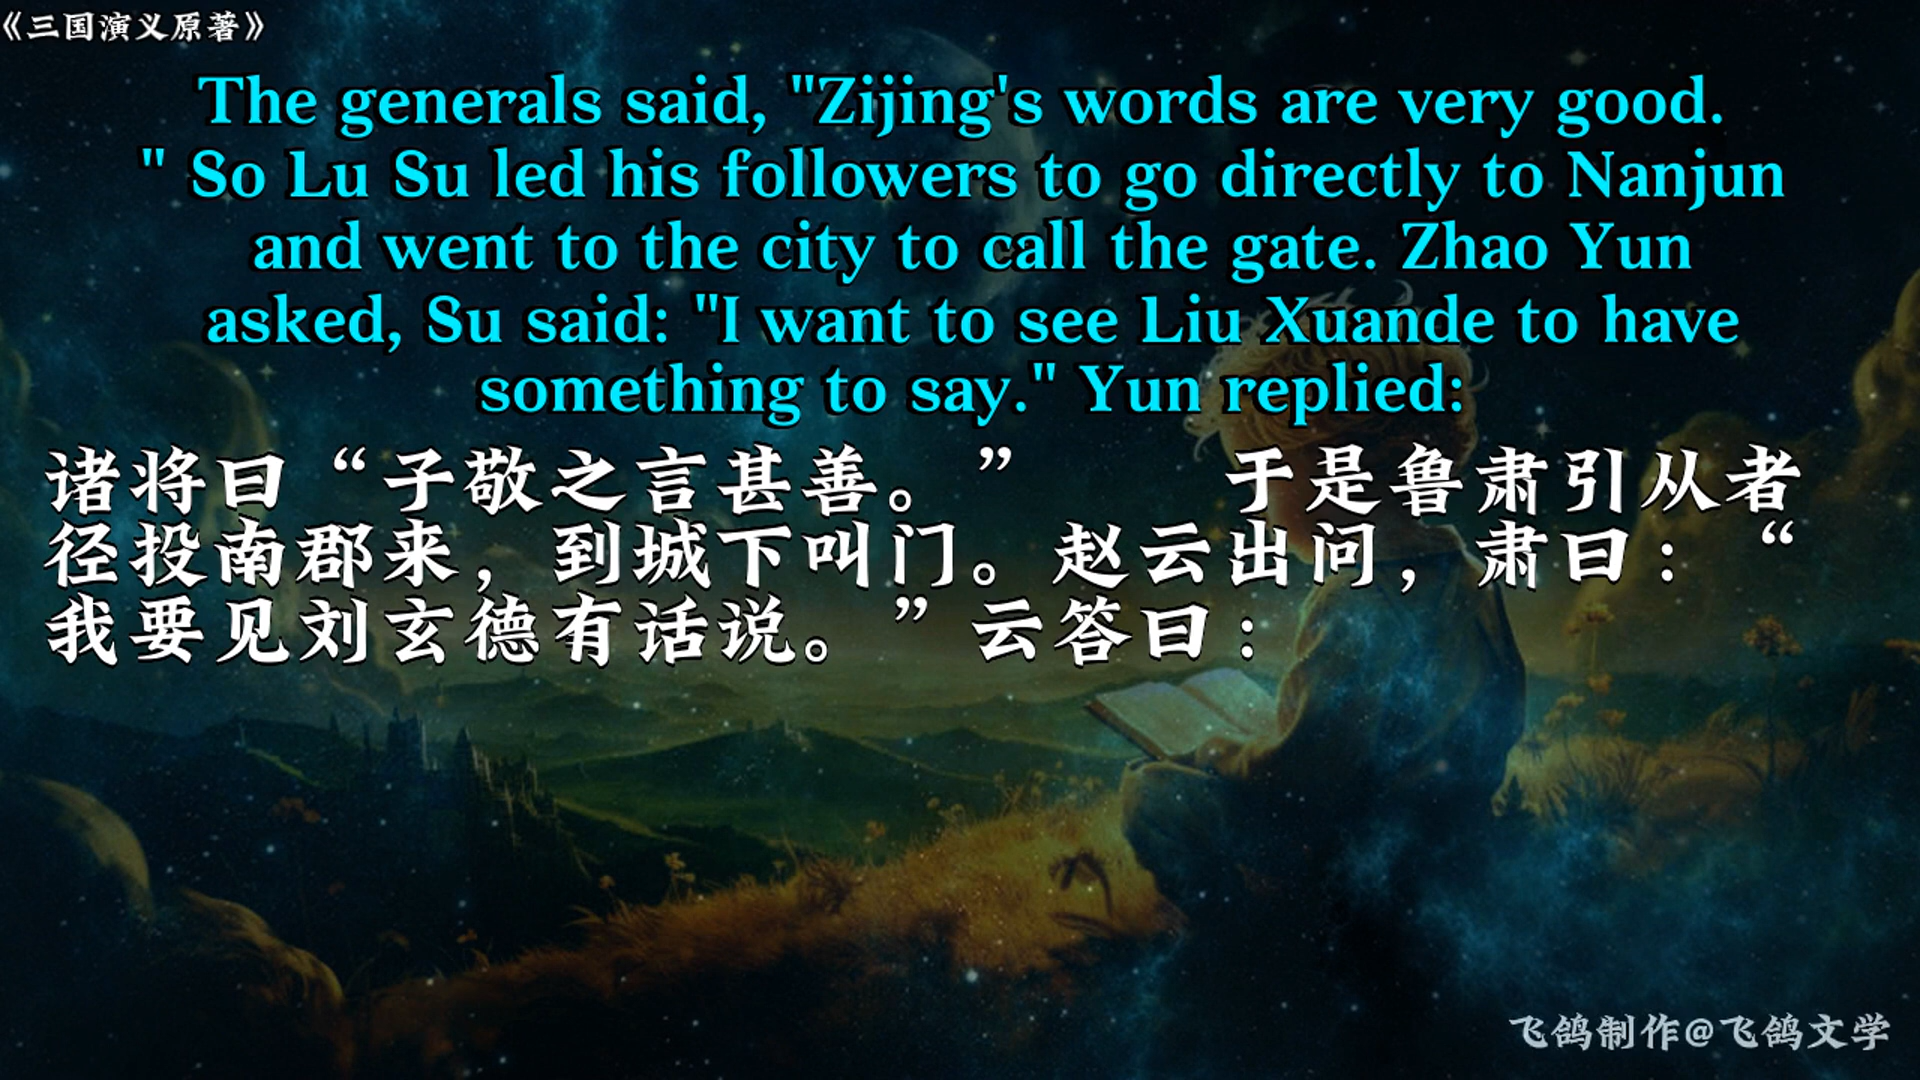 《三国演义原著》
The generals said, "Zijing's words are very good.
" So Lu Su led his followers to go directly to Nanjun
and went to the city to call the gate. Zhao Yun
asked, Su said: "I want to see Liu Xuande to have
something to say." Yun replied:
诸将曰“子敬之言甚善。” 于是鲁肃引从者
径投南郡来，到城下叫门。赵云出问，肃曰：“
我要见刘玄德有话说。”云答曰：
飞鸽制作@飞鸽文学